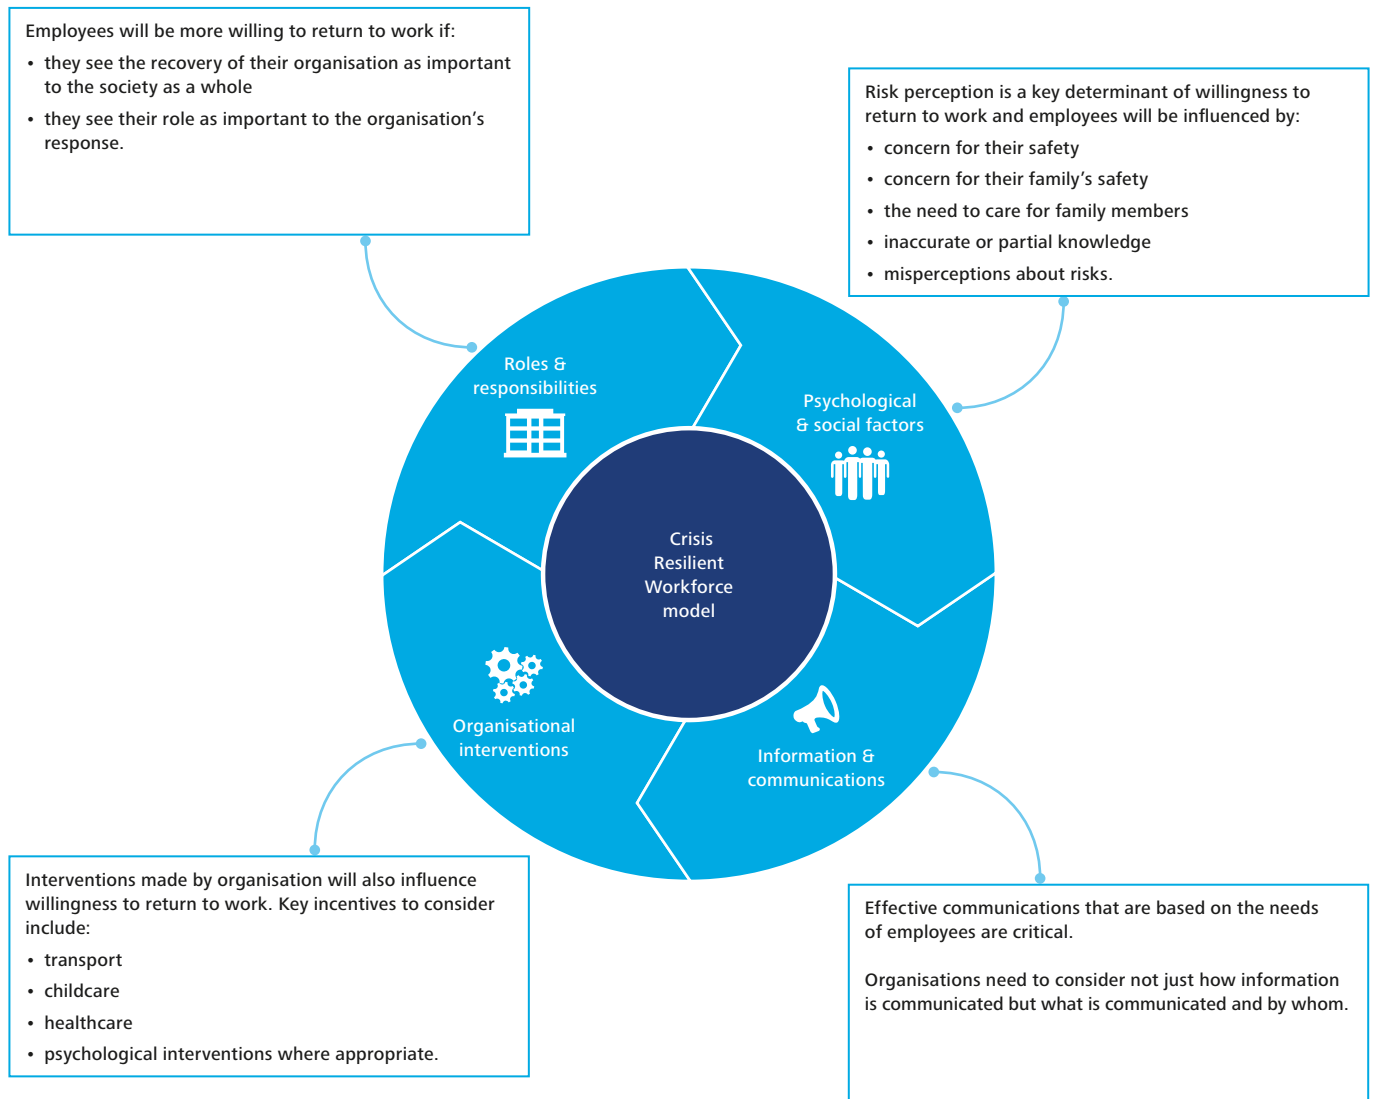 Employees will be more willing to return to work if:
• they see the recovery of their organisation as important
to the society as a whole
• they see their role as important to the organisation’s
response.
Risk perception is a key determinant of willingness to
return to work and employees will be influenced by:
• concern for their safety
• concern for their family’s safety
• the need to care for family members
• inaccurate or partial knowledge
• misperceptions about risks.
Roles &
responsibilities
Psychological
& social factors
Crisis
Resilient
Workforce
model
Organisational
interventions
Information &
communications
Interventions made by organisation will also influence
willingness to return to work. Key incentives to consider
include:
• transport
• childcare
• healthcare
• psychological interventions where appropriate.
Effective communications that are based on the needs
of employees are critical.
Organisations need to consider not just how information
is communicated but what is communicated and by whom.